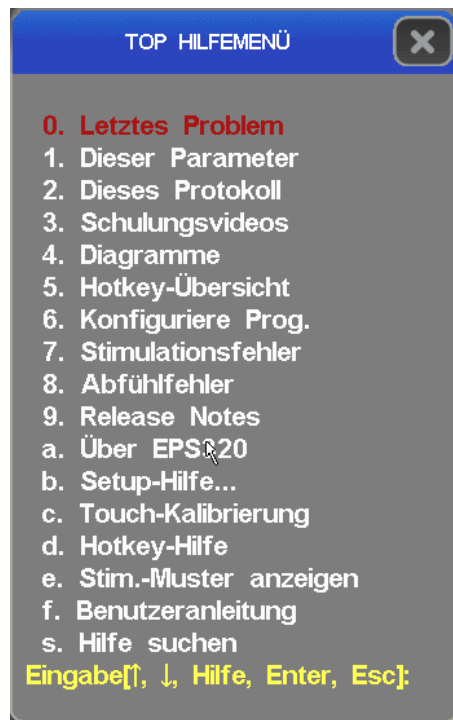 TOP HILFEMENÜ
0. Letztes Problem
1. Dieser Parameter
2. Dieses Protokoll
3. Schulungsvideos
4. Diagramme
5. Hotkey-Übersicht
6. Konfiguriere Prog.
7. Stimulationsfehler
8. Abfühlfehler
9. Release Notes
a. Über EPS320
b. Setup-Hilfe...
c. Touch-Kalibrierung
d. Hotkey-Hilfe
e. Stim.-Muster anzeigen
f. Benutzeranleitung
s. Hilfe suchen
Eingabe[↑, ↓, Hilfe, Enter, Esc]: